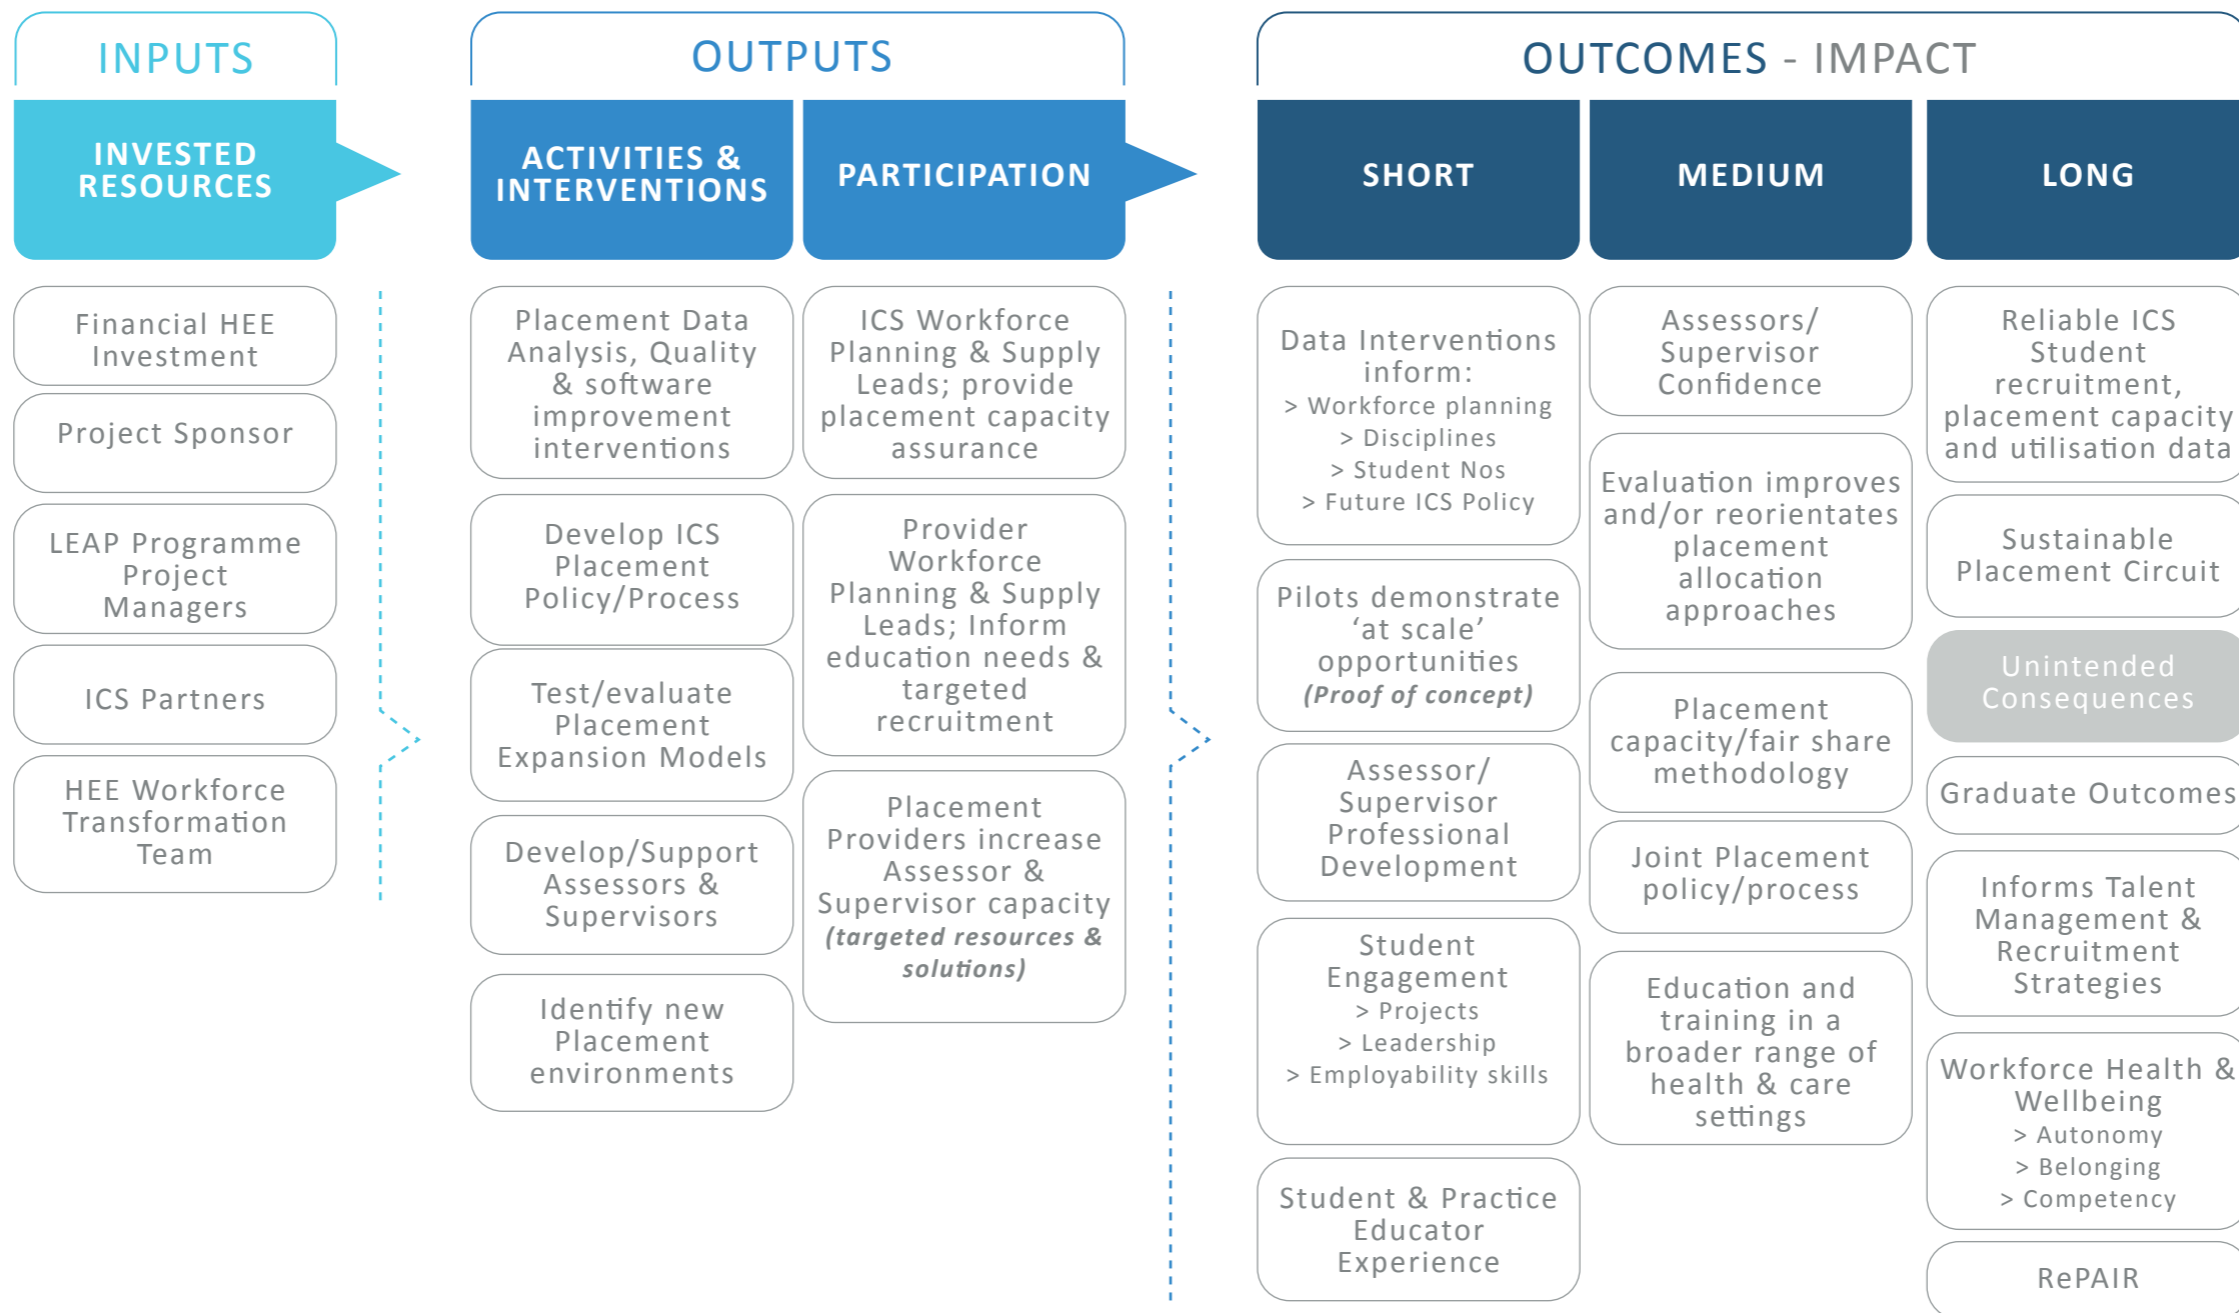 INPUTS
INVESTED
RESOURCES
Financial HEE
Investment
Project Sponsor
LEAP Programme
Project
Managers
ICS Partners
HEE Workforce
Transformation
Team
OUTPUTS
ACTIVITIES &
INTERVENTIONS
Placement Data
Analysis, Quality
& software
improvement
interventions
Develop ICS
Placement
Policy/Process
Test/evaluate
Placement
Expansion Models
Develop/Support
Assessors &
Supervisors
Identify new
Placement
environments
PARTICIPATION
ICS Workforce
Planning & Supply
Leads; provide
placement capacity
assurance
Provider
Workforce
Planning & Supply
Leads; Inform
education needs &
targeted
recruitment
Placement
Providers increase
Assessor &
Supervisor capacity
(targeted resources &
solutions)
OUTCOMES - IMPACT
SHORT
Data Interventions
inform:
> Workforce planning
> Disciplines
> Student Nos
> Future ICS Policy
Pilots demonstrate
‘at scale’
opportunities
(Proof of concept)
Assessor/
Supervisor
Professional
Development
Student
Engagement
> Projects
> Leadership
> Employability skills
Student & Practice
Educator
Experience
MEDIUM
Assessors/
Supervisor
Confidence
Evaluation improves
and/or reorientates
placement
allocation
approaches
Placement
capacity/fair share
methodology
Joint Placement
policy/process
Education and
training in a
broader range of
health & care
settings
LONG
Reliable ICS
Student
recruitment,
placement capacity
and utilisation data
Sustainable
Placement Circuit
Unintended
Consequences
Graduate Outcomes
Informs Talent
Management &
Recruitment
Strategies
Workforce Health &
Wellbeing
> Autonomy
> Belonging
> Competency
RePAIR